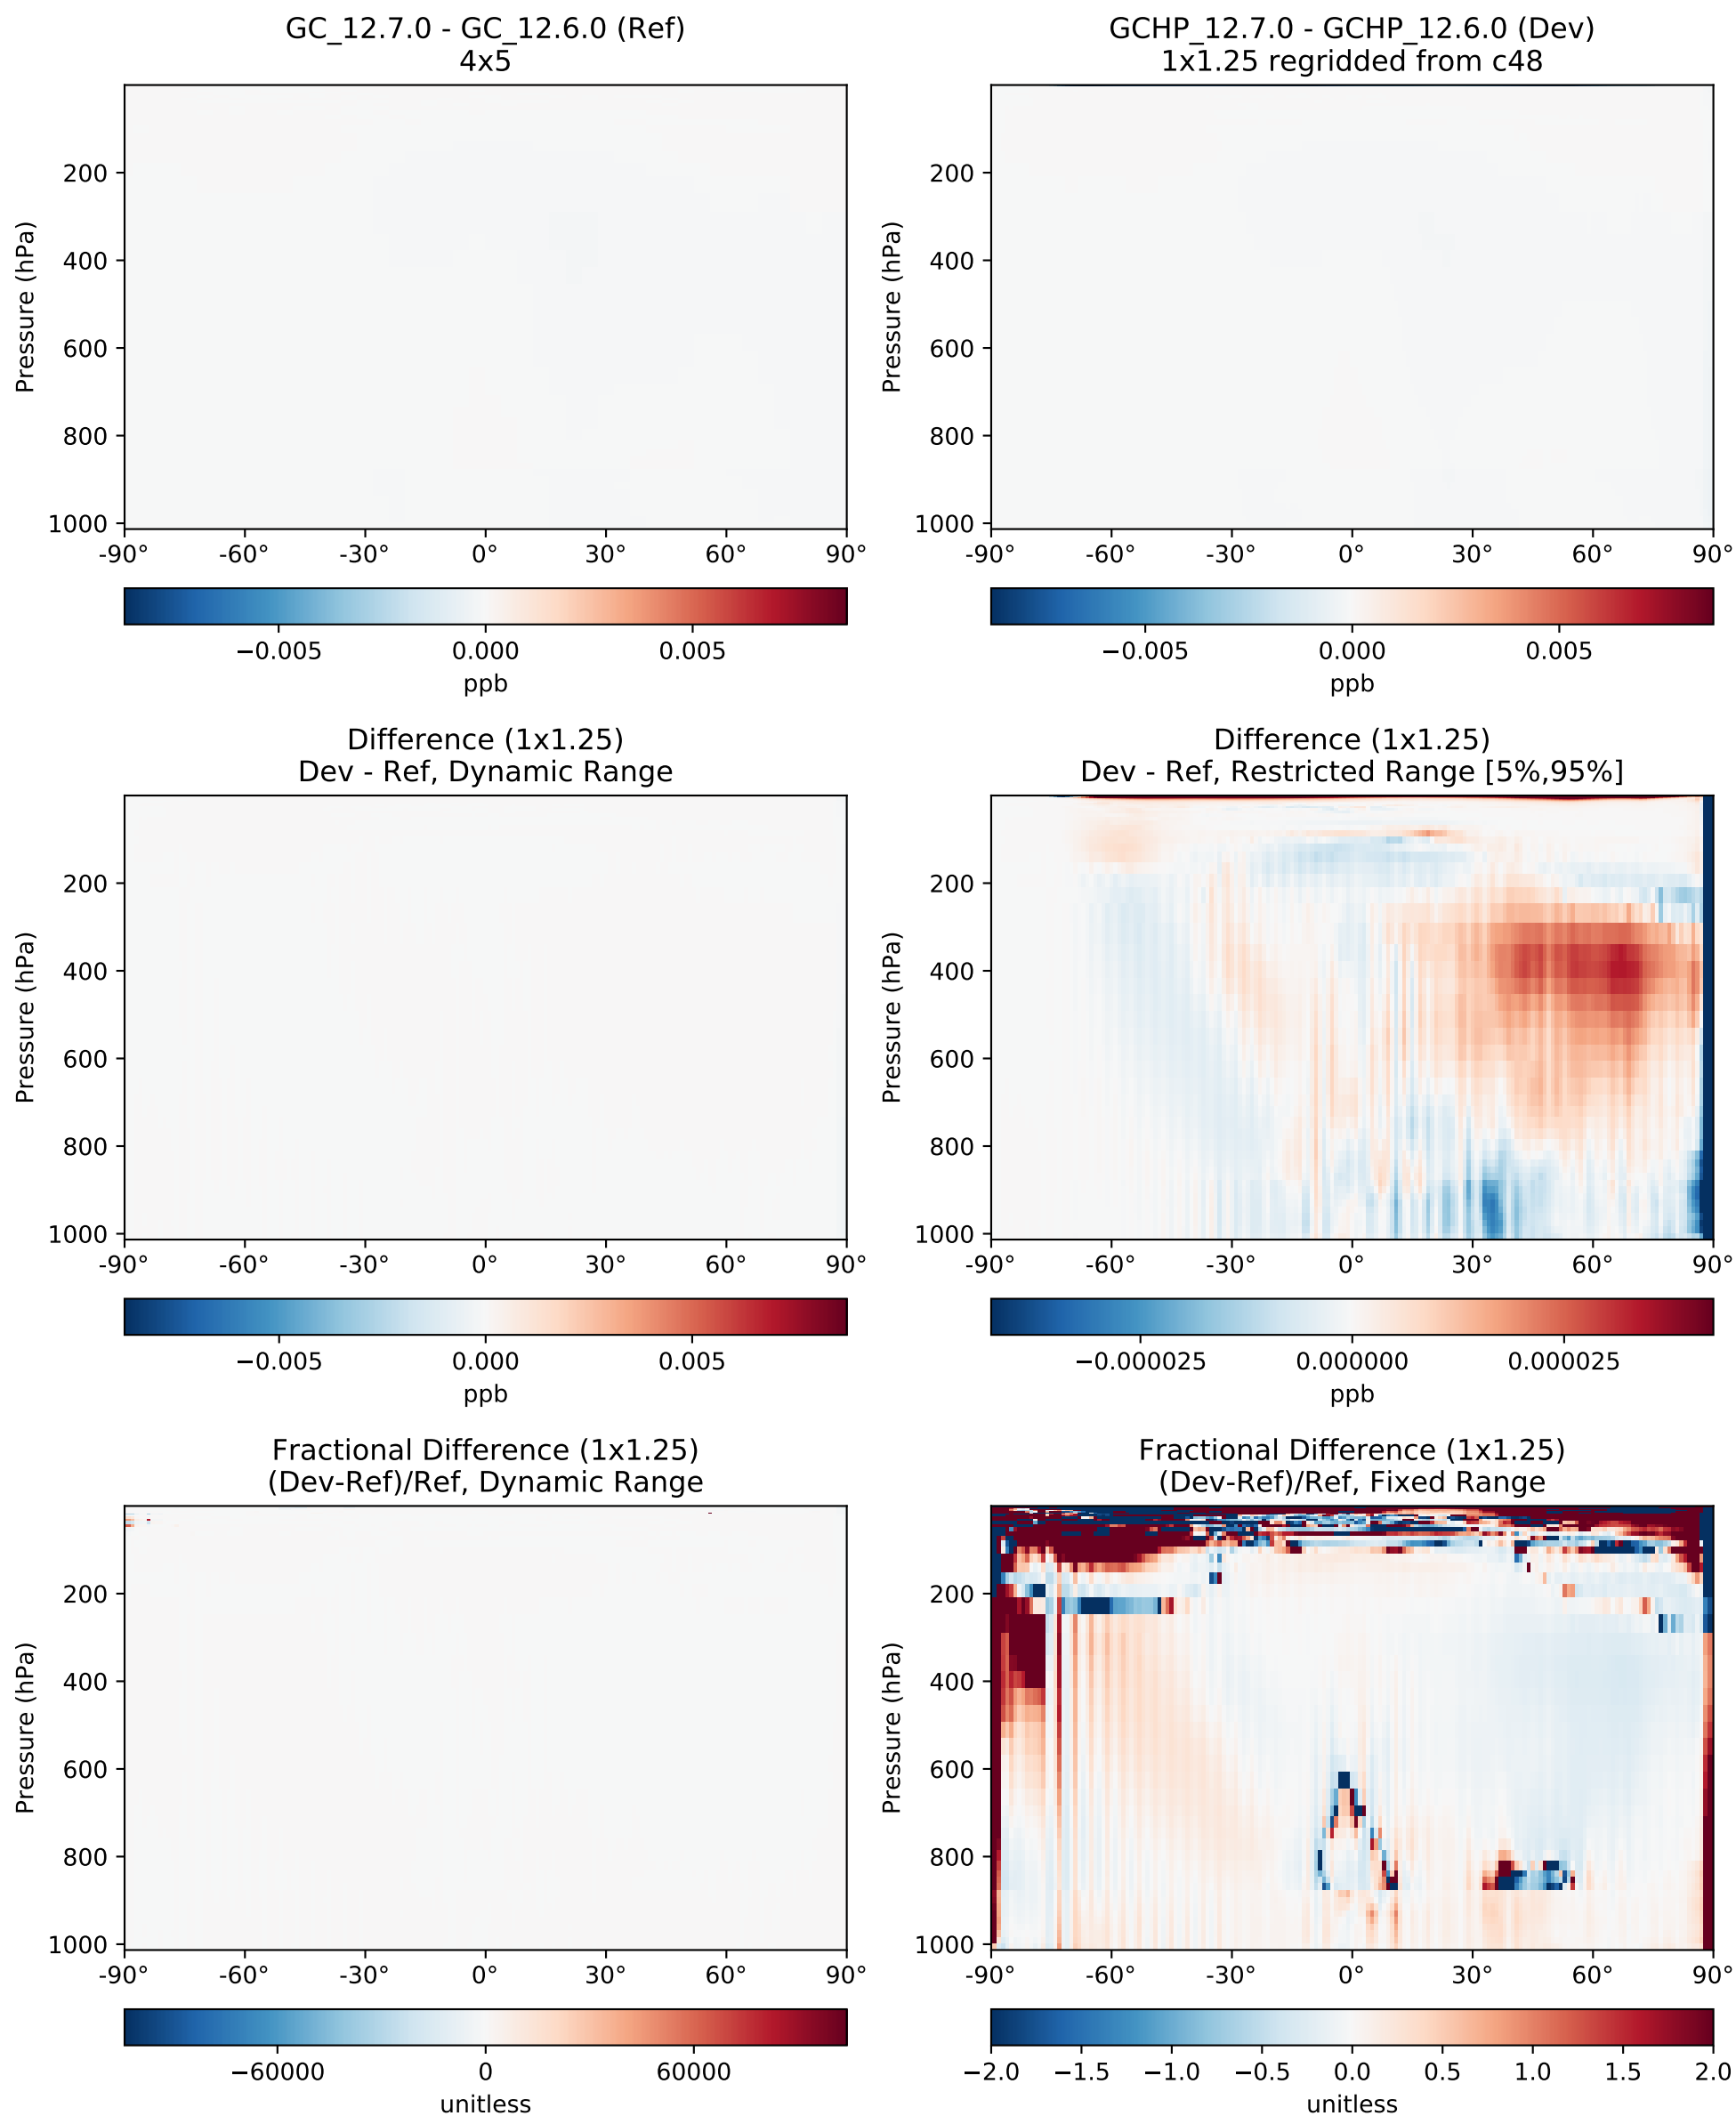 GC_12.7.0 - GC_12.6.0 (Ref)
4x5
Pressure (hPa)
200
400
600
800
1000
-90° -60° -30° 0° 30° 60° 90°
−0.005 0.000 0.005
ppb
GCHP_12.7.0 - GCHP_12.6.0 (Dev)
1x1.25 regridded from c48
Pressure (hPa)
200
400
600
800
1000
-90° -60° -30° 0° 30° 60° 90°
−0.005 0.000 0.005
ppb
Difference (1x1.25)
Dev - Ref, Dynamic Range
Pressure (hPa)
200
400
600
800
1000
-90° -60° -30° 0° 30° 60° 90°
−0.005 0.000 0.005
ppb
Difference (1x1.25)
Dev - Ref, Restricted Range [5%,95%]
Pressure (hPa)
200
400
600
800
1000
-90° -60° -30° 0° 30° 60° 90°
−0.000025 0.000000 0.000025
ppb
Fractional Difference (1x1.25)
(Dev-Ref)/Ref, Dynamic Range
Pressure (hPa)
200
400
600
800
1000
-90° -60° -30° 0° 30° 60° 90°
−60000 0 60000
unitless
Fractional Difference (1x1.25)
(Dev-Ref)/Ref, Fixed Range
Pressure (hPa)
200
400
600
800
1000
-90° -60° -30° 0° 30° 60° 90°
−2.0 −1.5 −1.0 −0.5 0.0 0.5 1.0 1.5 2.0
unitless